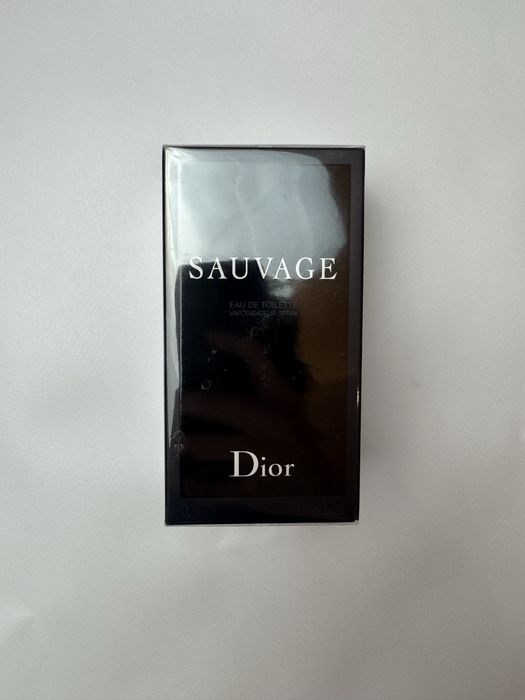 SAUVAGE
EAU DE TOILETTE
VAPORISATEUR SPRAY
Dior